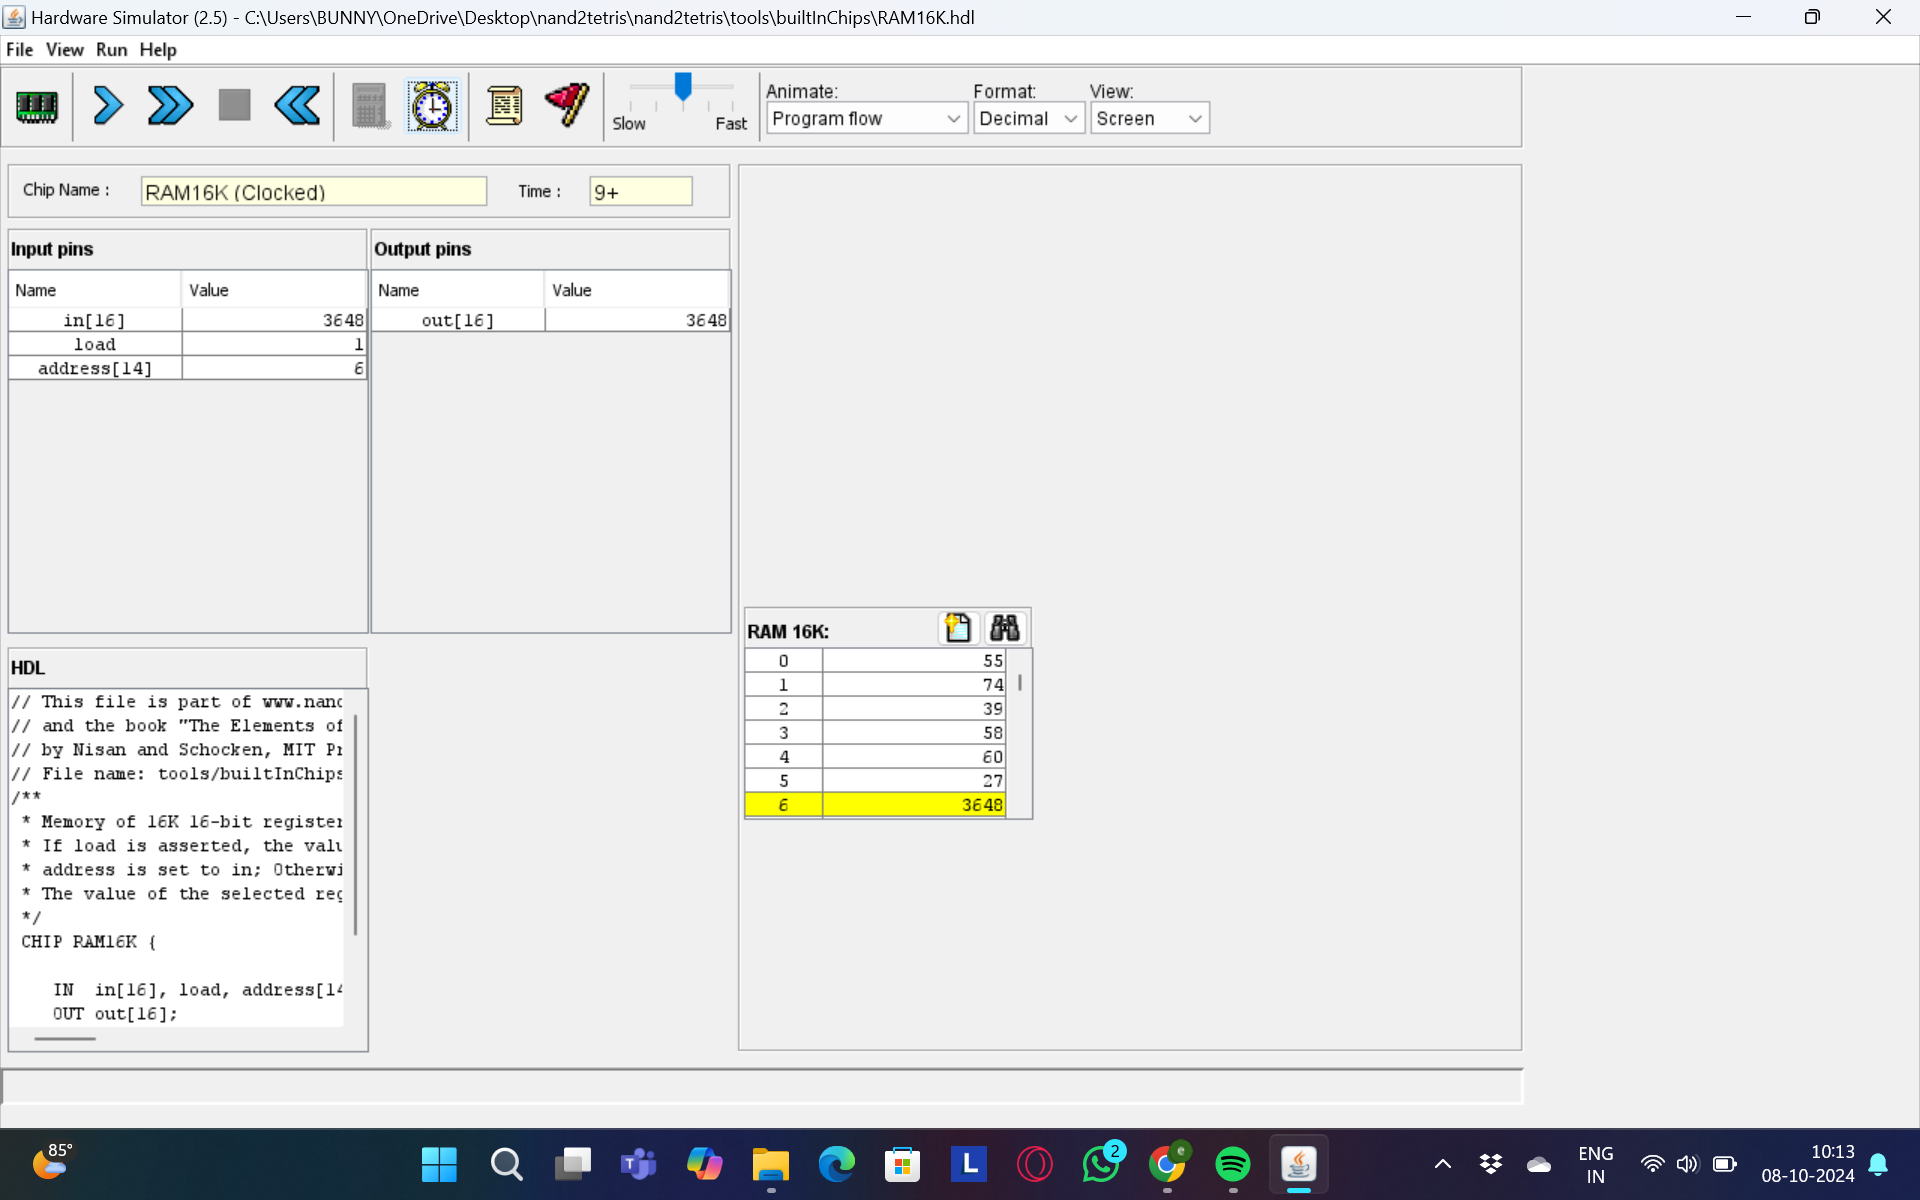 Hardware Simulator (2.5) - C:\Users\BUNNY\OneDrive\Desktop\nand2tetris\nand2tetris\tools\builtInChips\RAM16K.hdl
File View Run Help
Slow Fast
Animate:
Program flow
Format:
Decimal
View:
Screen
Chip Name :
RAM16K (Clocked)
Time :
9+
Input pins
Name Value
in[16] 3648
load 1
address[14] 6
Output pins
Name Value
out[16] 3648
HDL
// This file is part of www.nand
// and the book "The Elements of
// by Nisan and Schocken, MIT Pr
// File name: tools/builtInChips
/**
* Memory of 16K 16-bit register
* If load is asserted, the valu
* address is set to in; Otherwi
* The value of the selected reg
*/
CHIP RAM16K {
IN in[16], load, address[14
OUT out[16];
RAM 16K:
0 55
1 74
2 39
3 58
4 60
5 27
6 3648
85°
L
2
e
ENG
IN
10:13
08-10-2024